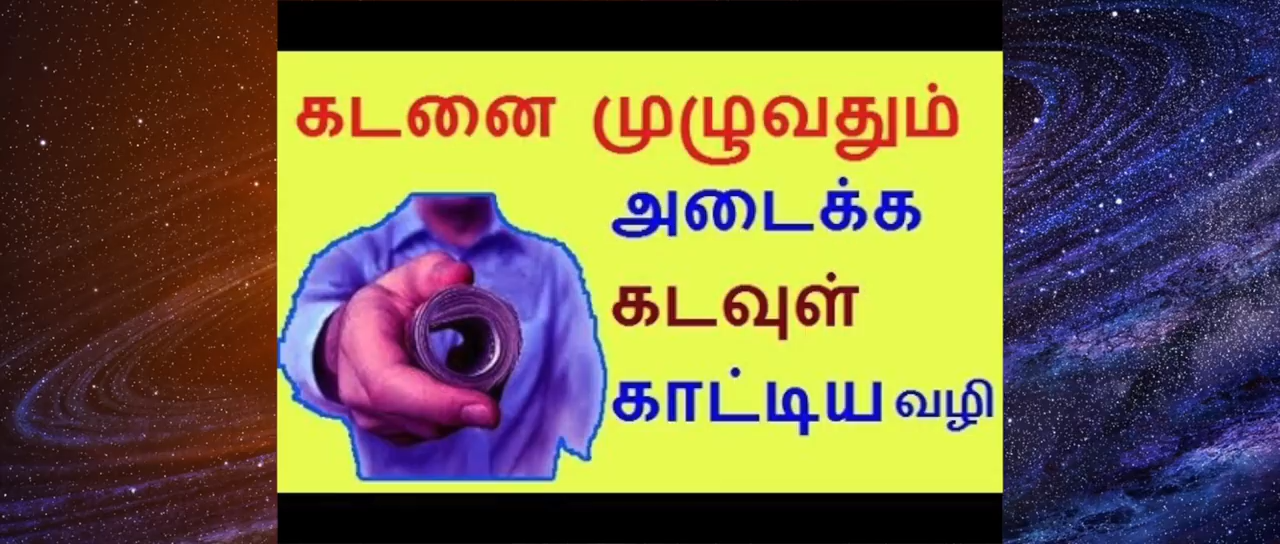 கடனை முழுவதும்
அடைக்க
கடவுள்
காட்டிய வழி